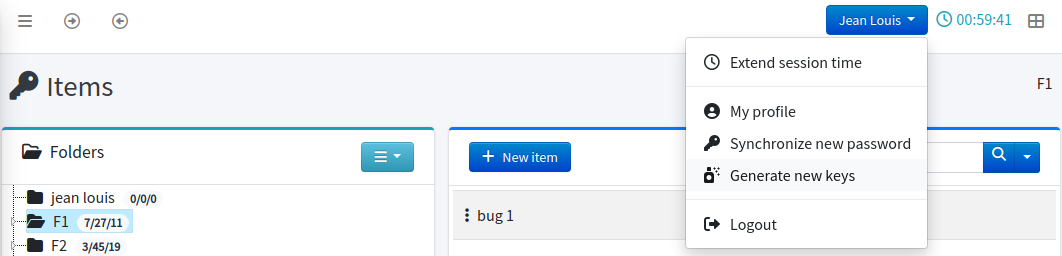 Jean Louis
00:59:41
Extend session time
My profile
Synchronize new password
Generate new keys
Logout
Items
F1
Folders
New item
jean louis 0/0/0
F1 7/27/11
F2 3/45/19
bug 1